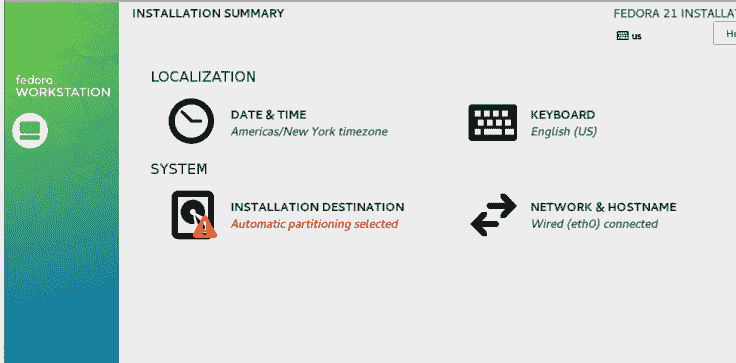 INSTALLATION SUMMARY
FEDORA 21 INSTALLA
us
He
fedora
WORKSTATION
LOCALIZATION
DATE & TIME
Americas/New York timezone
KEYBOARD
English (US)
SYSTEM
INSTALLATION DESTINATION
Automatic partitioning selected
NETWORK & HOSTNAME
Wired (eth0) connected